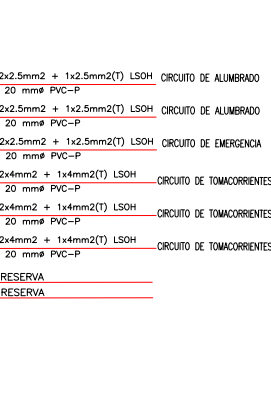 2x2.5mm2 + 1x2.5mm2(T) LSOH CIRCUITO DE ALUMBRADO
20 mmø PVC-P
2x2.5mm2 + 1x2.5mm2(T) LSOH CIRCUITO DE ALUMBRADO
20 mmø PVC-P
2x2.5mm2 + 1x2.5mm2(T) LSOH CIRCUITO DE EMERGENCIA
20 mmø PVC-P
2x4mm2 + 1x4mm2(T) LSOH CIRCUITO DE TOMACORRIENTES
20 mmø PVC-P
2x4mm2 + 1x4mm2(T) LSOH CIRCUITO DE TOMACORRIENTES
20 mmø PVC-P
2x4mm2 + 1x4mm2(T) LSOH CIRCUITO DE TOMACORRIENTES
20 mmø PVC-P
RESERVA
RESERVA